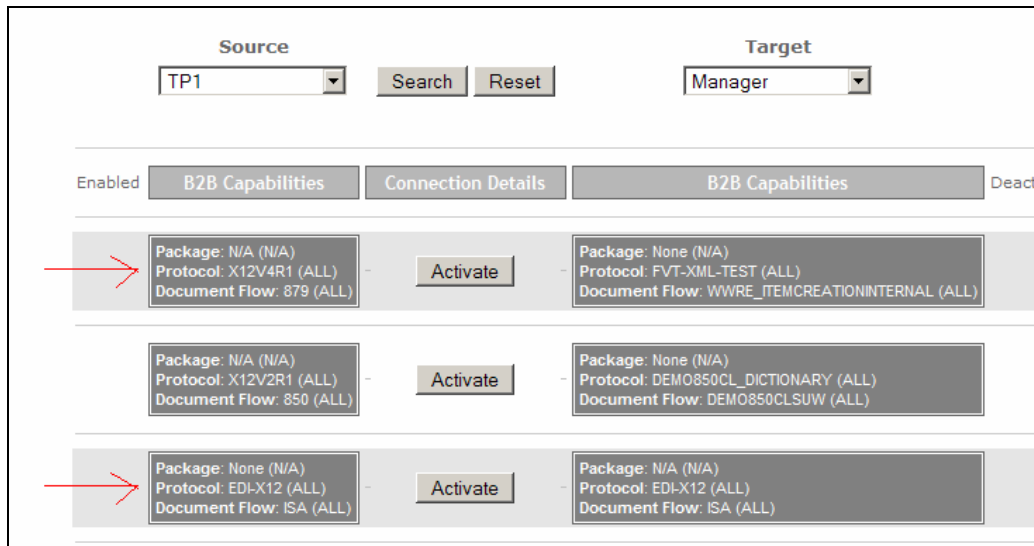 Source Target
TP1 Search Reset Manager
Enabled B2B Capabilities Connection Details B2B Capabilities Deact
Package: N/A (N/A)
Protocol: X12V4R1 (ALL)
Document Flow: 879 (ALL)
- Activate -
Package: None (N/A)
Protocol: FVT-XML-TEST (ALL)
Document Flow: WWRE_ITEMCREATIONINTERNAL (ALL)
Package: N/A (N/A)
Protocol: X12V2R1 (ALL)
Document Flow: 850 (ALL)
- Activate -
Package: None (N/A)
Protocol: DEMO850CL_DICTIONARY (ALL)
Document Flow: DEMO850CLSUW (ALL)
Package: None (N/A)
Protocol: EDI-X12 (ALL)
Document Flow: ISA (ALL)
- Activate -
Package: N/A (N/A)
Protocol: EDI-X12 (ALL)
Document Flow: ISA (ALL)